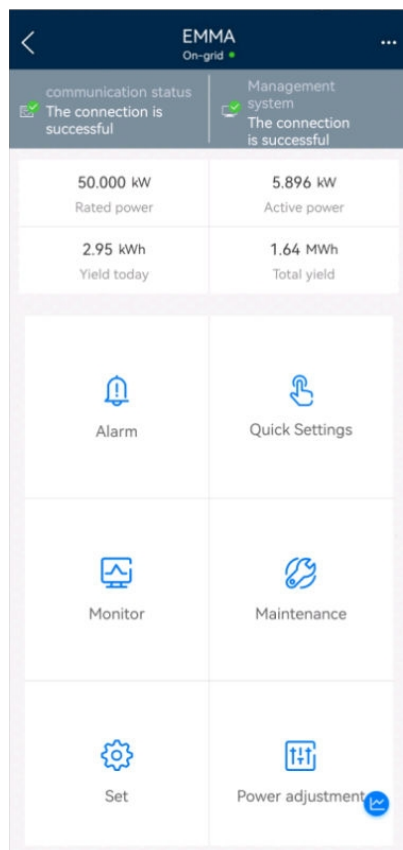 EMMA
On-grid
communication status
The connection is
successful
Management
system
The connection
is successful
50.000 kW
Rated power
5.896 kW
Active power
2.95 kWh
Yield today
1.64 MWh
Total yield
Alarm
Quick Settings
Monitor
Maintenance
Set
Power adjustment